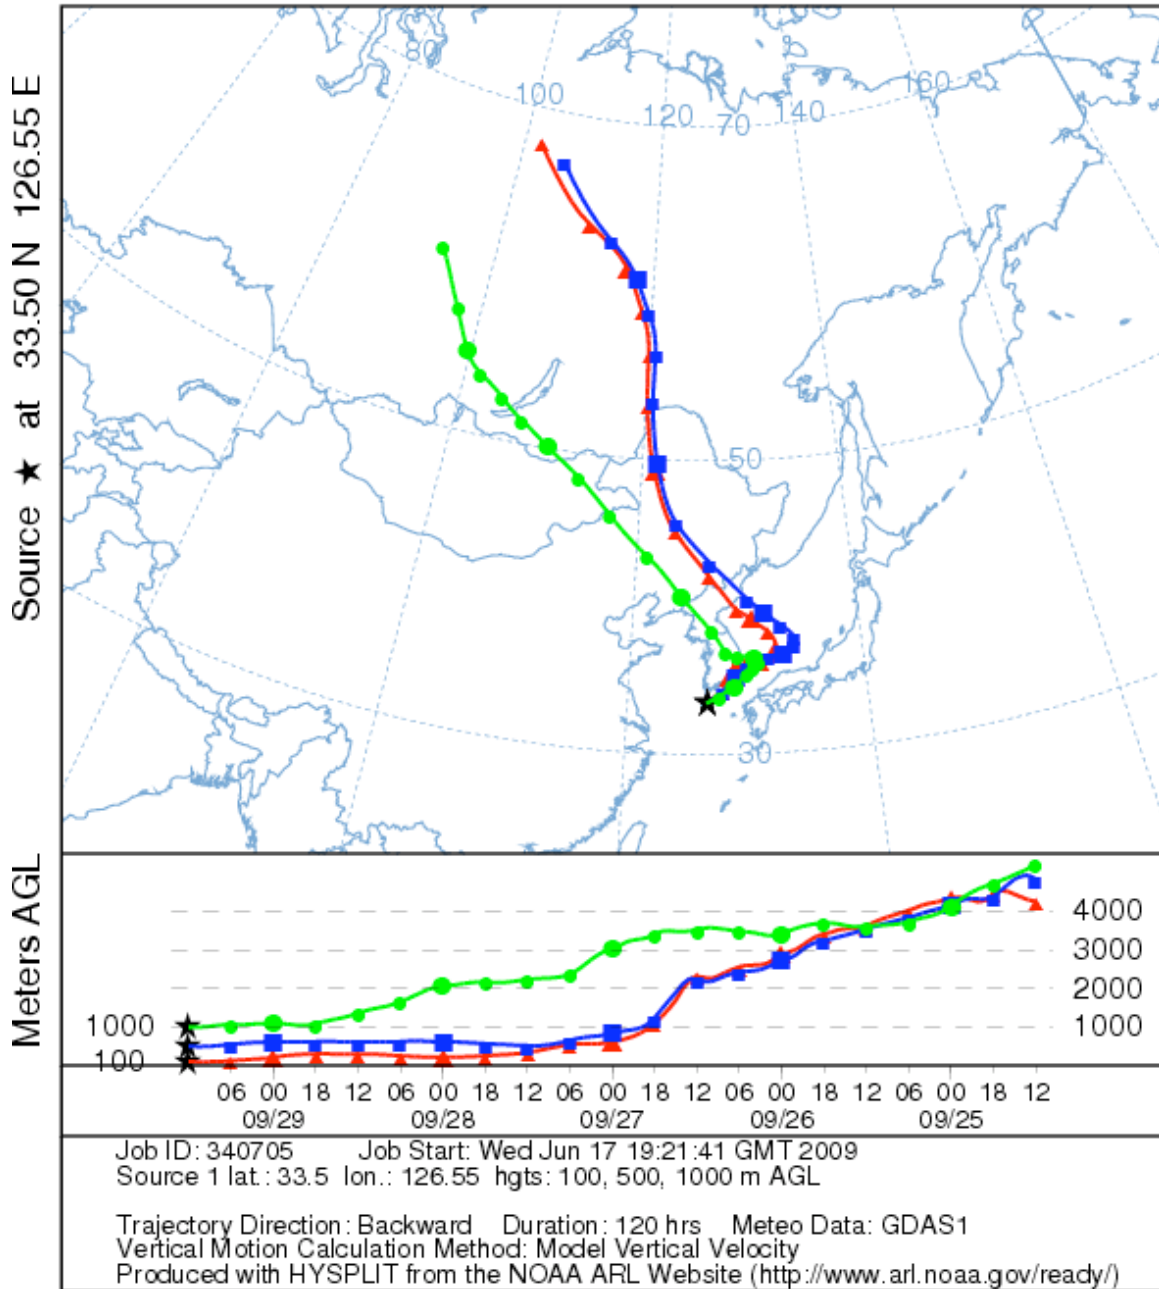 Source ★ at 33.50 N 126.55 E
80
100
120
70
140
160
50
30
Meters AGL
4000
3000
2000
1000
1000
100
06 00 18 12 06 00 18 12 06 00 18 12 06 00 18 12 06 00 18 12
09/29 09/28 09/27 09/26 09/25
Job ID: 340705 Job Start: Wed Jun 17 19:21:41 GMT 2009
Source 1 lat.: 33.5 lon.: 126.55 hgts: 100, 500, 1000 m AGL
Trajectory Direction: Backward Duration: 120 hrs Meteo Data: GDAS1
Vertical Motion Calculation Method: Model Vertical Velocity
Produced with HYSPLIT from the NOAA ARL Website (http://www.arl.noaa.gov/ready/)